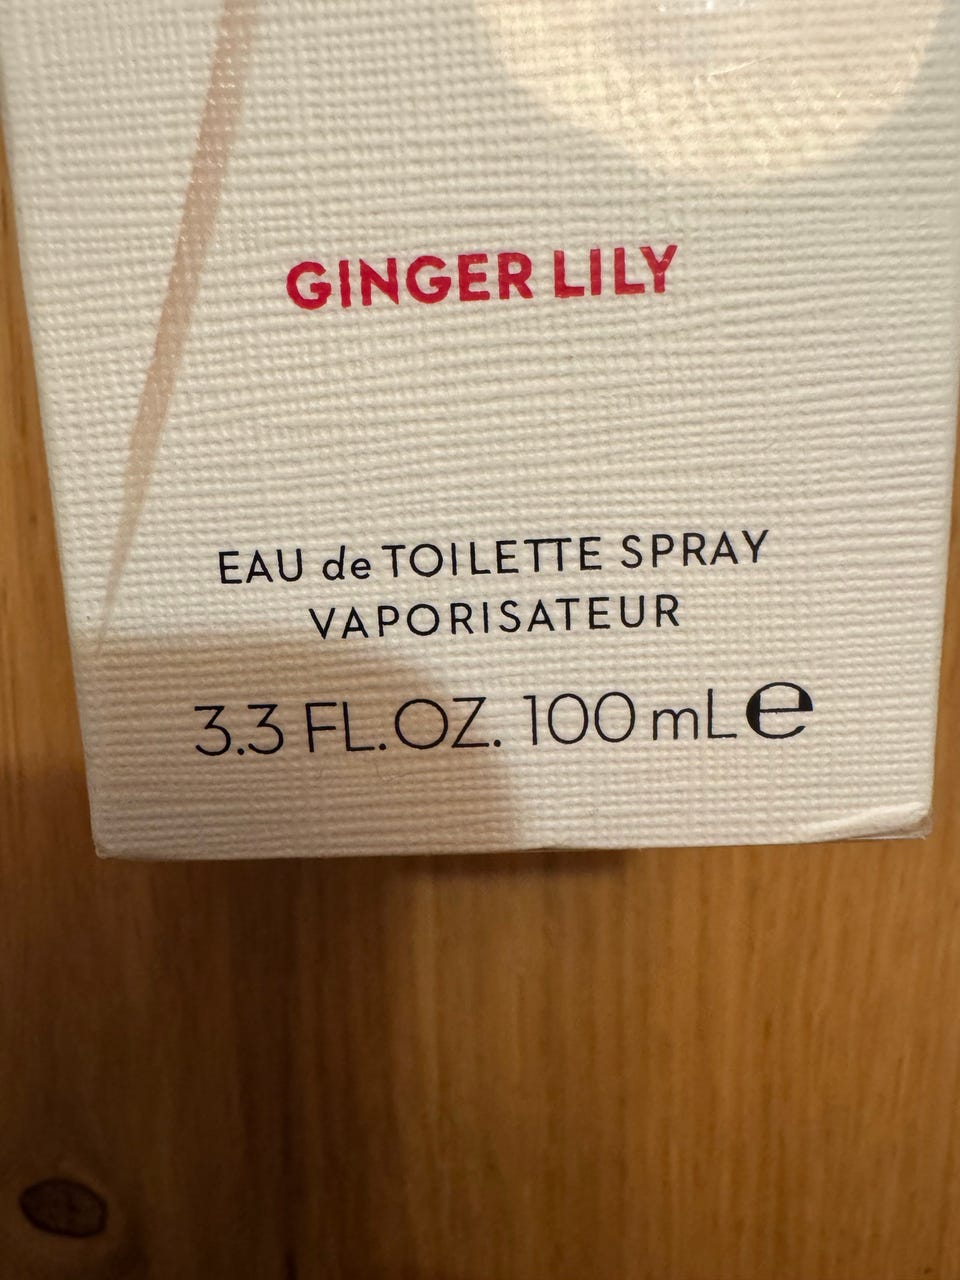 GINGER LILY
EAU de TOILETTE SPRAY
VAPORISATEUR
3.3 FL.OZ. 100 mL e